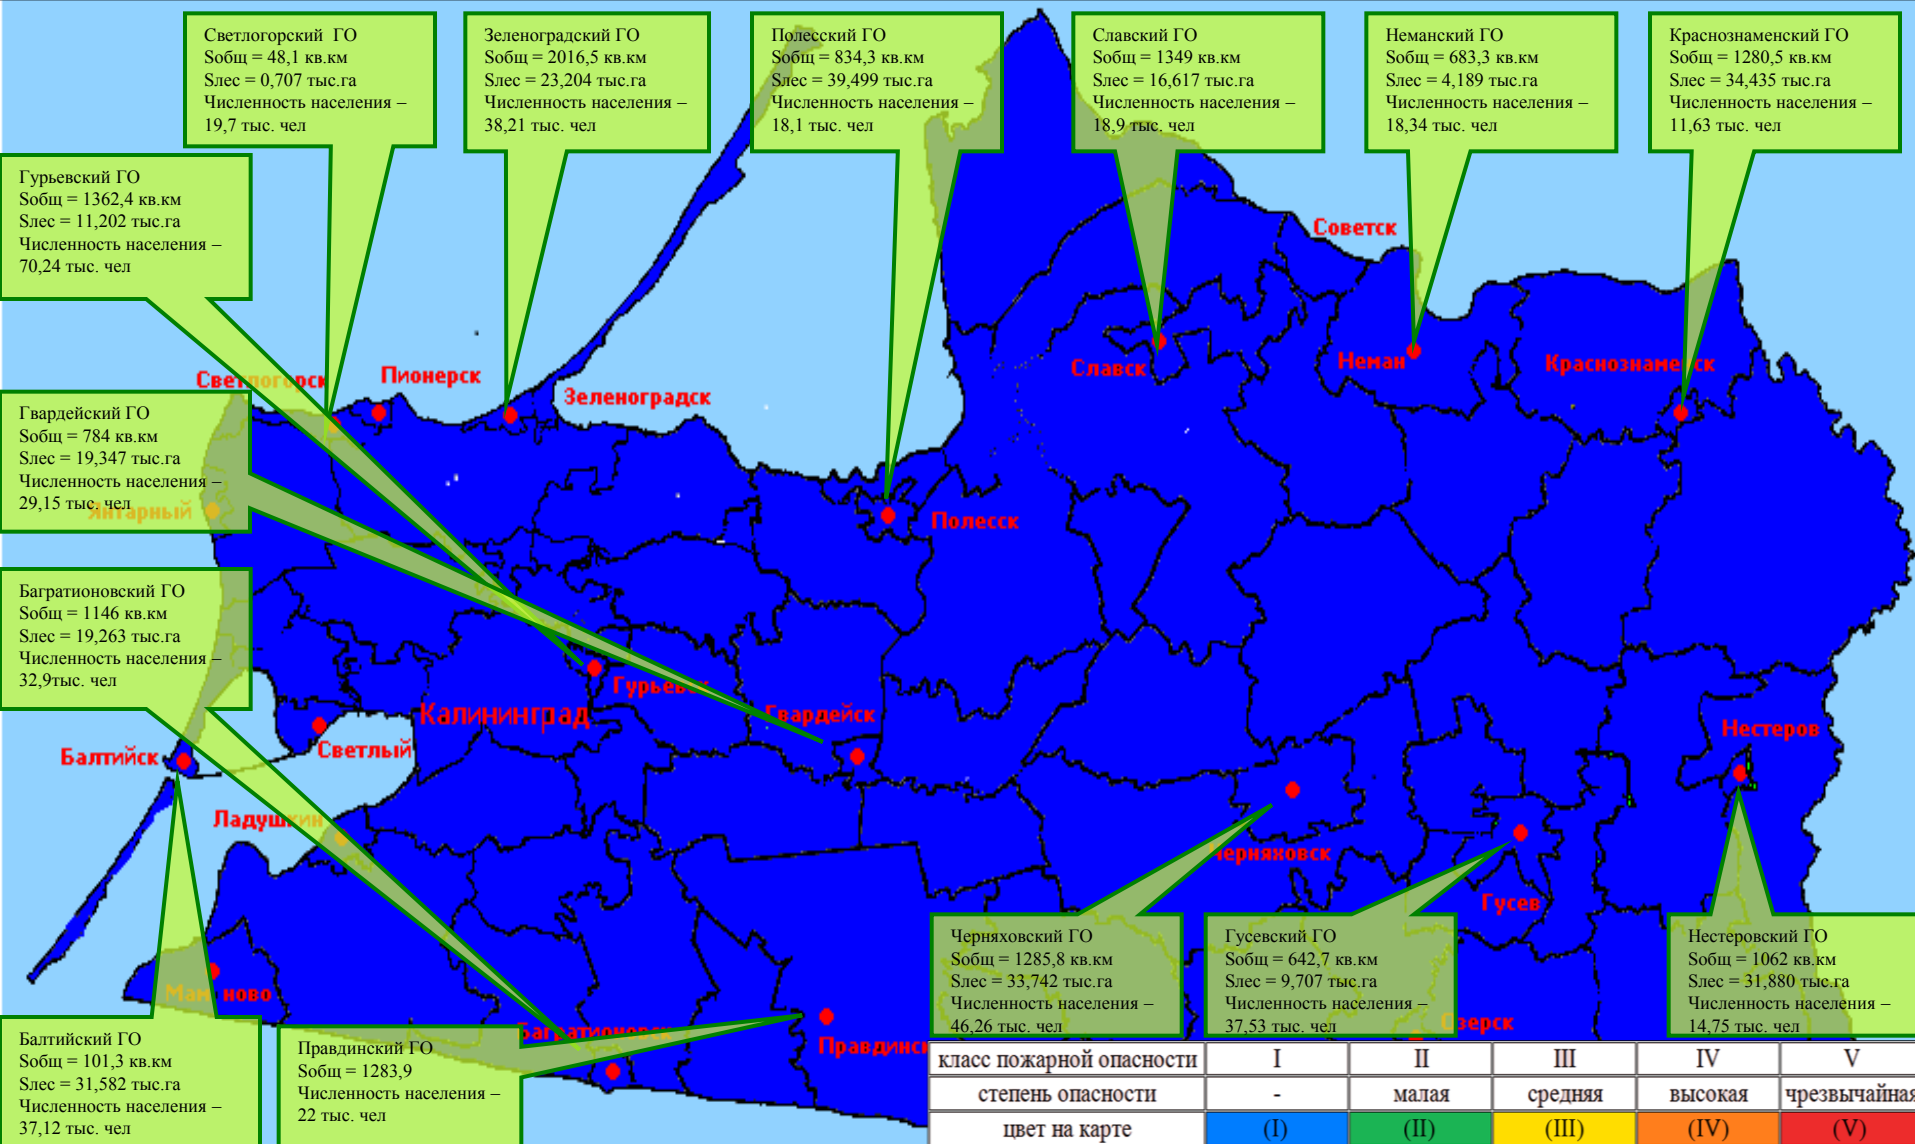 Светлогорский ГО
Sобщ = 48,1 кв.км
Sлес = 0,707 тыс.га
Численность населения –
19,7 тыс. чел
Зеленоградский ГО
Sобщ = 2016,5 кв.км
Sлес = 23,204 тыс.га
Численность населения –
38,21 тыс. чел
Полесский ГО
Sобщ = 834,3 кв.км
Sлес = 39,499 тыс.га
Численность населения –
18,1 тыс. чел
Славский ГО
Sобщ = 1349 кв.км
Sлес = 16,617 тыс.га
Численность населения –
18,9 тыс. чел
Неманский ГО
Sобщ = 683,3 кв.км
Sлес = 4,189 тыс.га
Численность населения –
18,34 тыс. чел
Краснознаменский ГО
Sобщ = 1280,5 кв.км
Sлес = 34,435 тыс.га
Численность населения –
11,63 тыс. чел
Гурьевский ГО
Sобщ = 1362,4 кв.км
Sлес = 11,202 тыс.га
Численность населения –
70,24 тыс. чел
Советск
Славск
Неман
Краснознаменск
Светлогорск
Пионерск
Зеленоградск
Гвардейский ГО
Sобщ = 784 кв.км
Sлес = 19,347 тыс.га
Численность населения –
29,15 тыс. чел
Янтарный
Полесск
Багратионовский ГО
Sобщ = 1146 кв.км
Sлес = 19,263 тыс.га
Численность населения –
32,9тыс. чел
Гурьевск
Калининград
Гвардейск
Нестеров
Балтийск
Светлый
Ладушкин
Черняховск
Гусев
Мамоново
Багратионовск
Правдинск
Озерск
Черняховский ГО
Sобщ = 1285,8 кв.км
Sлес = 33,742 тыс.га
Численность населения –
46,26 тыс. чел
Гусевский ГО
Sобщ = 642,7 кв.км
Sлес = 9,707 тыс.га
Численность населения –
37,53 тыс. чел
Нестеровский ГО
Sобщ = 1062 кв.км
Sлес = 31,880 тыс.га
Численность населения –
14,75 тыс. чел
Балтийский ГО
Sобщ = 101,3 кв.км
Sлес = 31,582 тыс.га
Численность населения –
37,12 тыс. чел
Правдинский ГО
Sобщ = 1283,9
Численность населения –
22 тыс. чел
класс пожарной опасности I II III IV V
степень опасности - малая средняя высокая чрезвычайная
цвет на карте (I) (II) (III) (IV) (V)